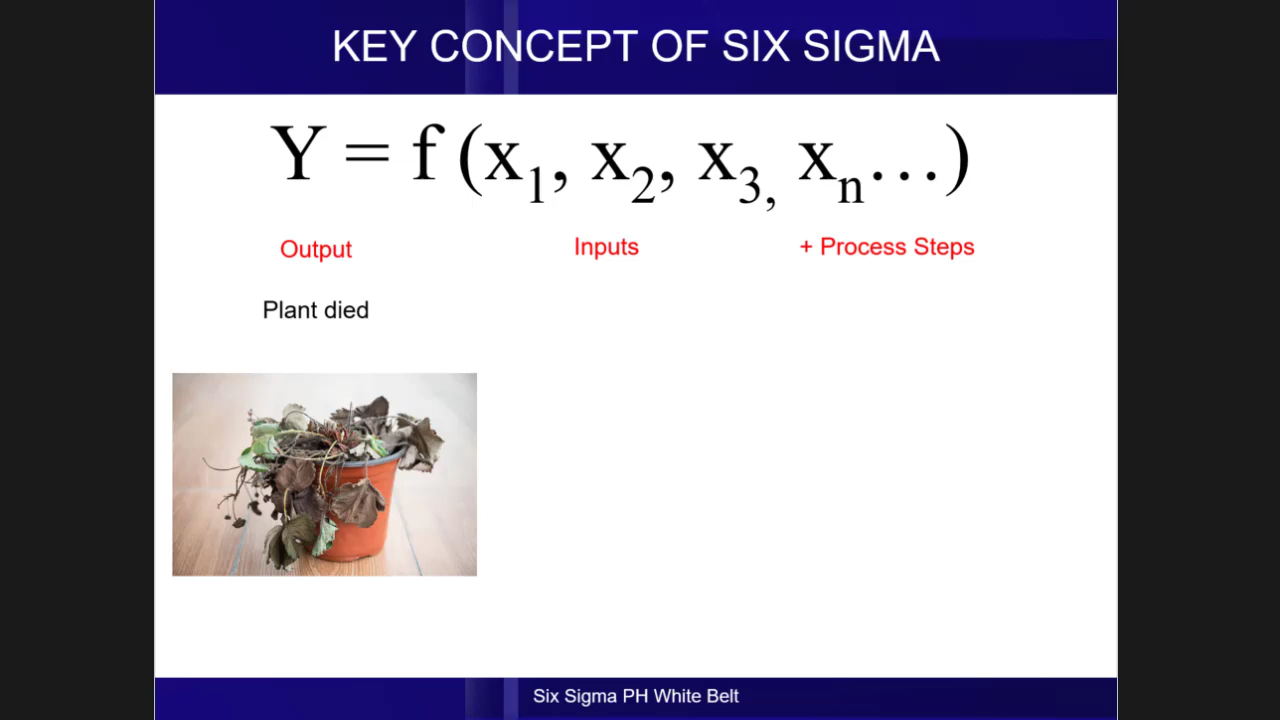 KEY CONCEPT OF SIX SIGMA
Y = f (x₁, x₂, x₃, xₙ…)
Output Inputs + Process Steps
Plant died
Six Sigma PH White Belt